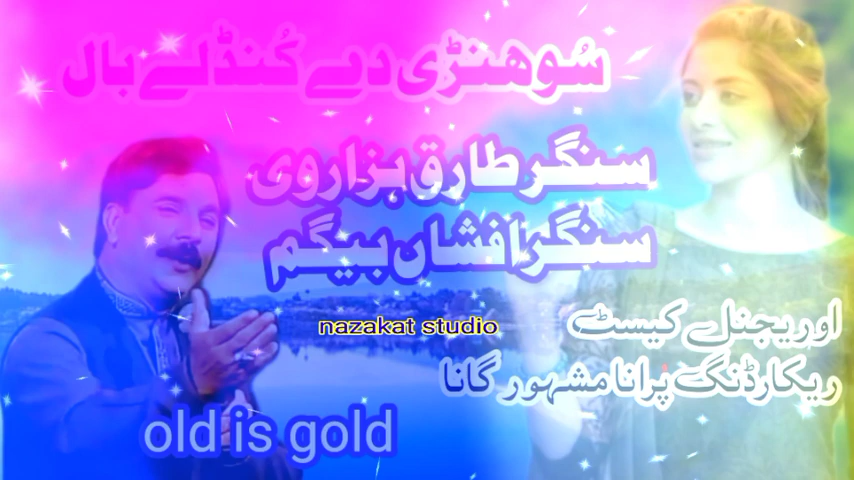 سُوھنڑی دے کُنڈلے بال
سنگر طارق ہزاروی
سنگر افشاں بیگم
nazakat studio
اوریجنل کیسٹ
ریکارڈنگ پُرانا مشہور گانا
old is gold